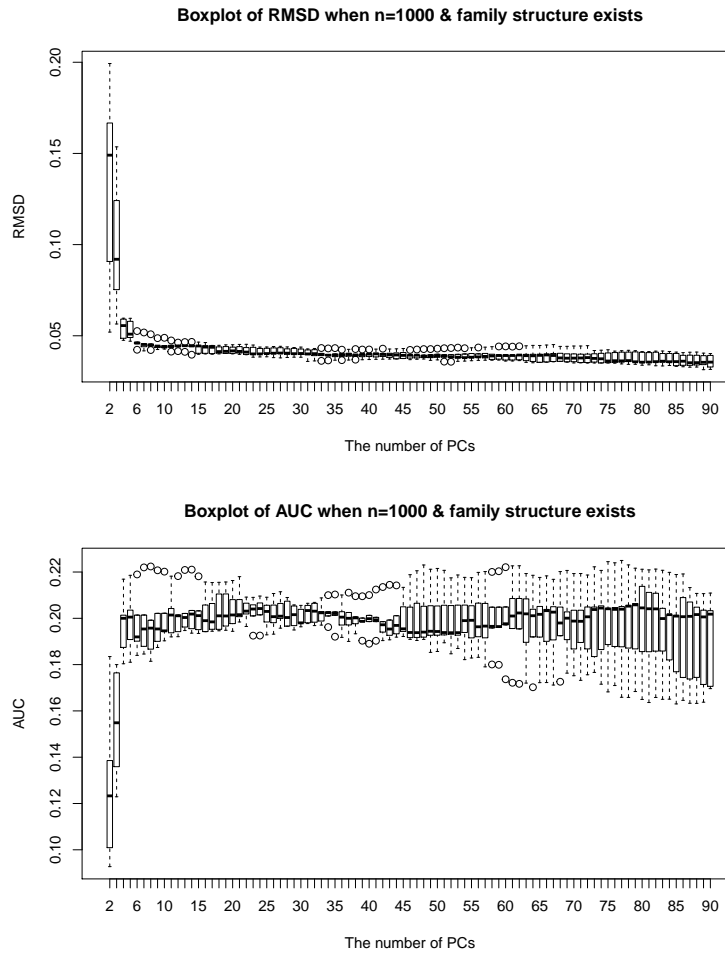 Boxplot of RMSD when n=1000 & family structure exists
0.20
0.15
0.10
0.05
RMSD
2 6 10 15 20 25 30 35 40 45 50 55 60 65 70 75 80 85 90
The number of PCs
Boxplot of AUC when n=1000 & family structure exists
0.22
0.20
0.18
0.16
0.14
0.12
0.10
AUC
2 6 10 15 20 25 30 35 40 45 50 55 60 65 70 75 80 85 90
The number of PCs